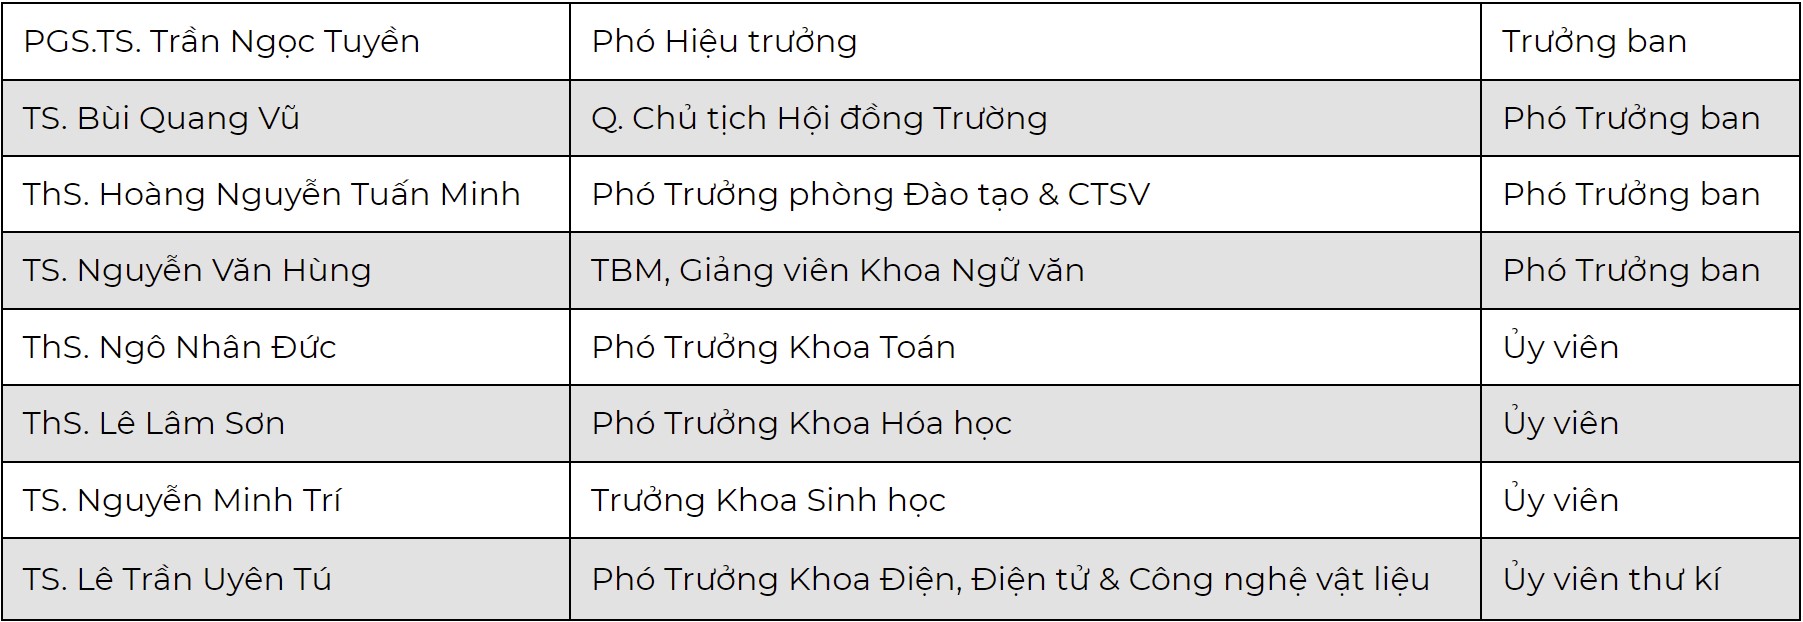 PGS.TS. Trần Ngọc Tuyền Phó Hiệu trưởng Trưởng ban
TS. Bùi Quang Vũ Q. Chủ tịch Hội đồng Trường Phó Trưởng ban
ThS. Hoàng Nguyễn Tuấn Minh Phó Trưởng phòng Đào tạo & CTSV Phó Trưởng ban
TS. Nguyễn Văn Hùng TBM, Giảng viên Khoa Ngữ văn Phó Trưởng ban
ThS. Ngô Nhân Đức Phó Trưởng Khoa Toán Ủy viên
ThS. Lê Lâm Sơn Phó Trưởng Khoa Hóa học Ủy viên
TS. Nguyễn Minh Trí Trưởng Khoa Sinh học Ủy viên
TS. Lê Trần Uyên Tú Phó Trưởng Khoa Điện, Điện tử & Công nghệ vật liệu Ủy viên thư kí